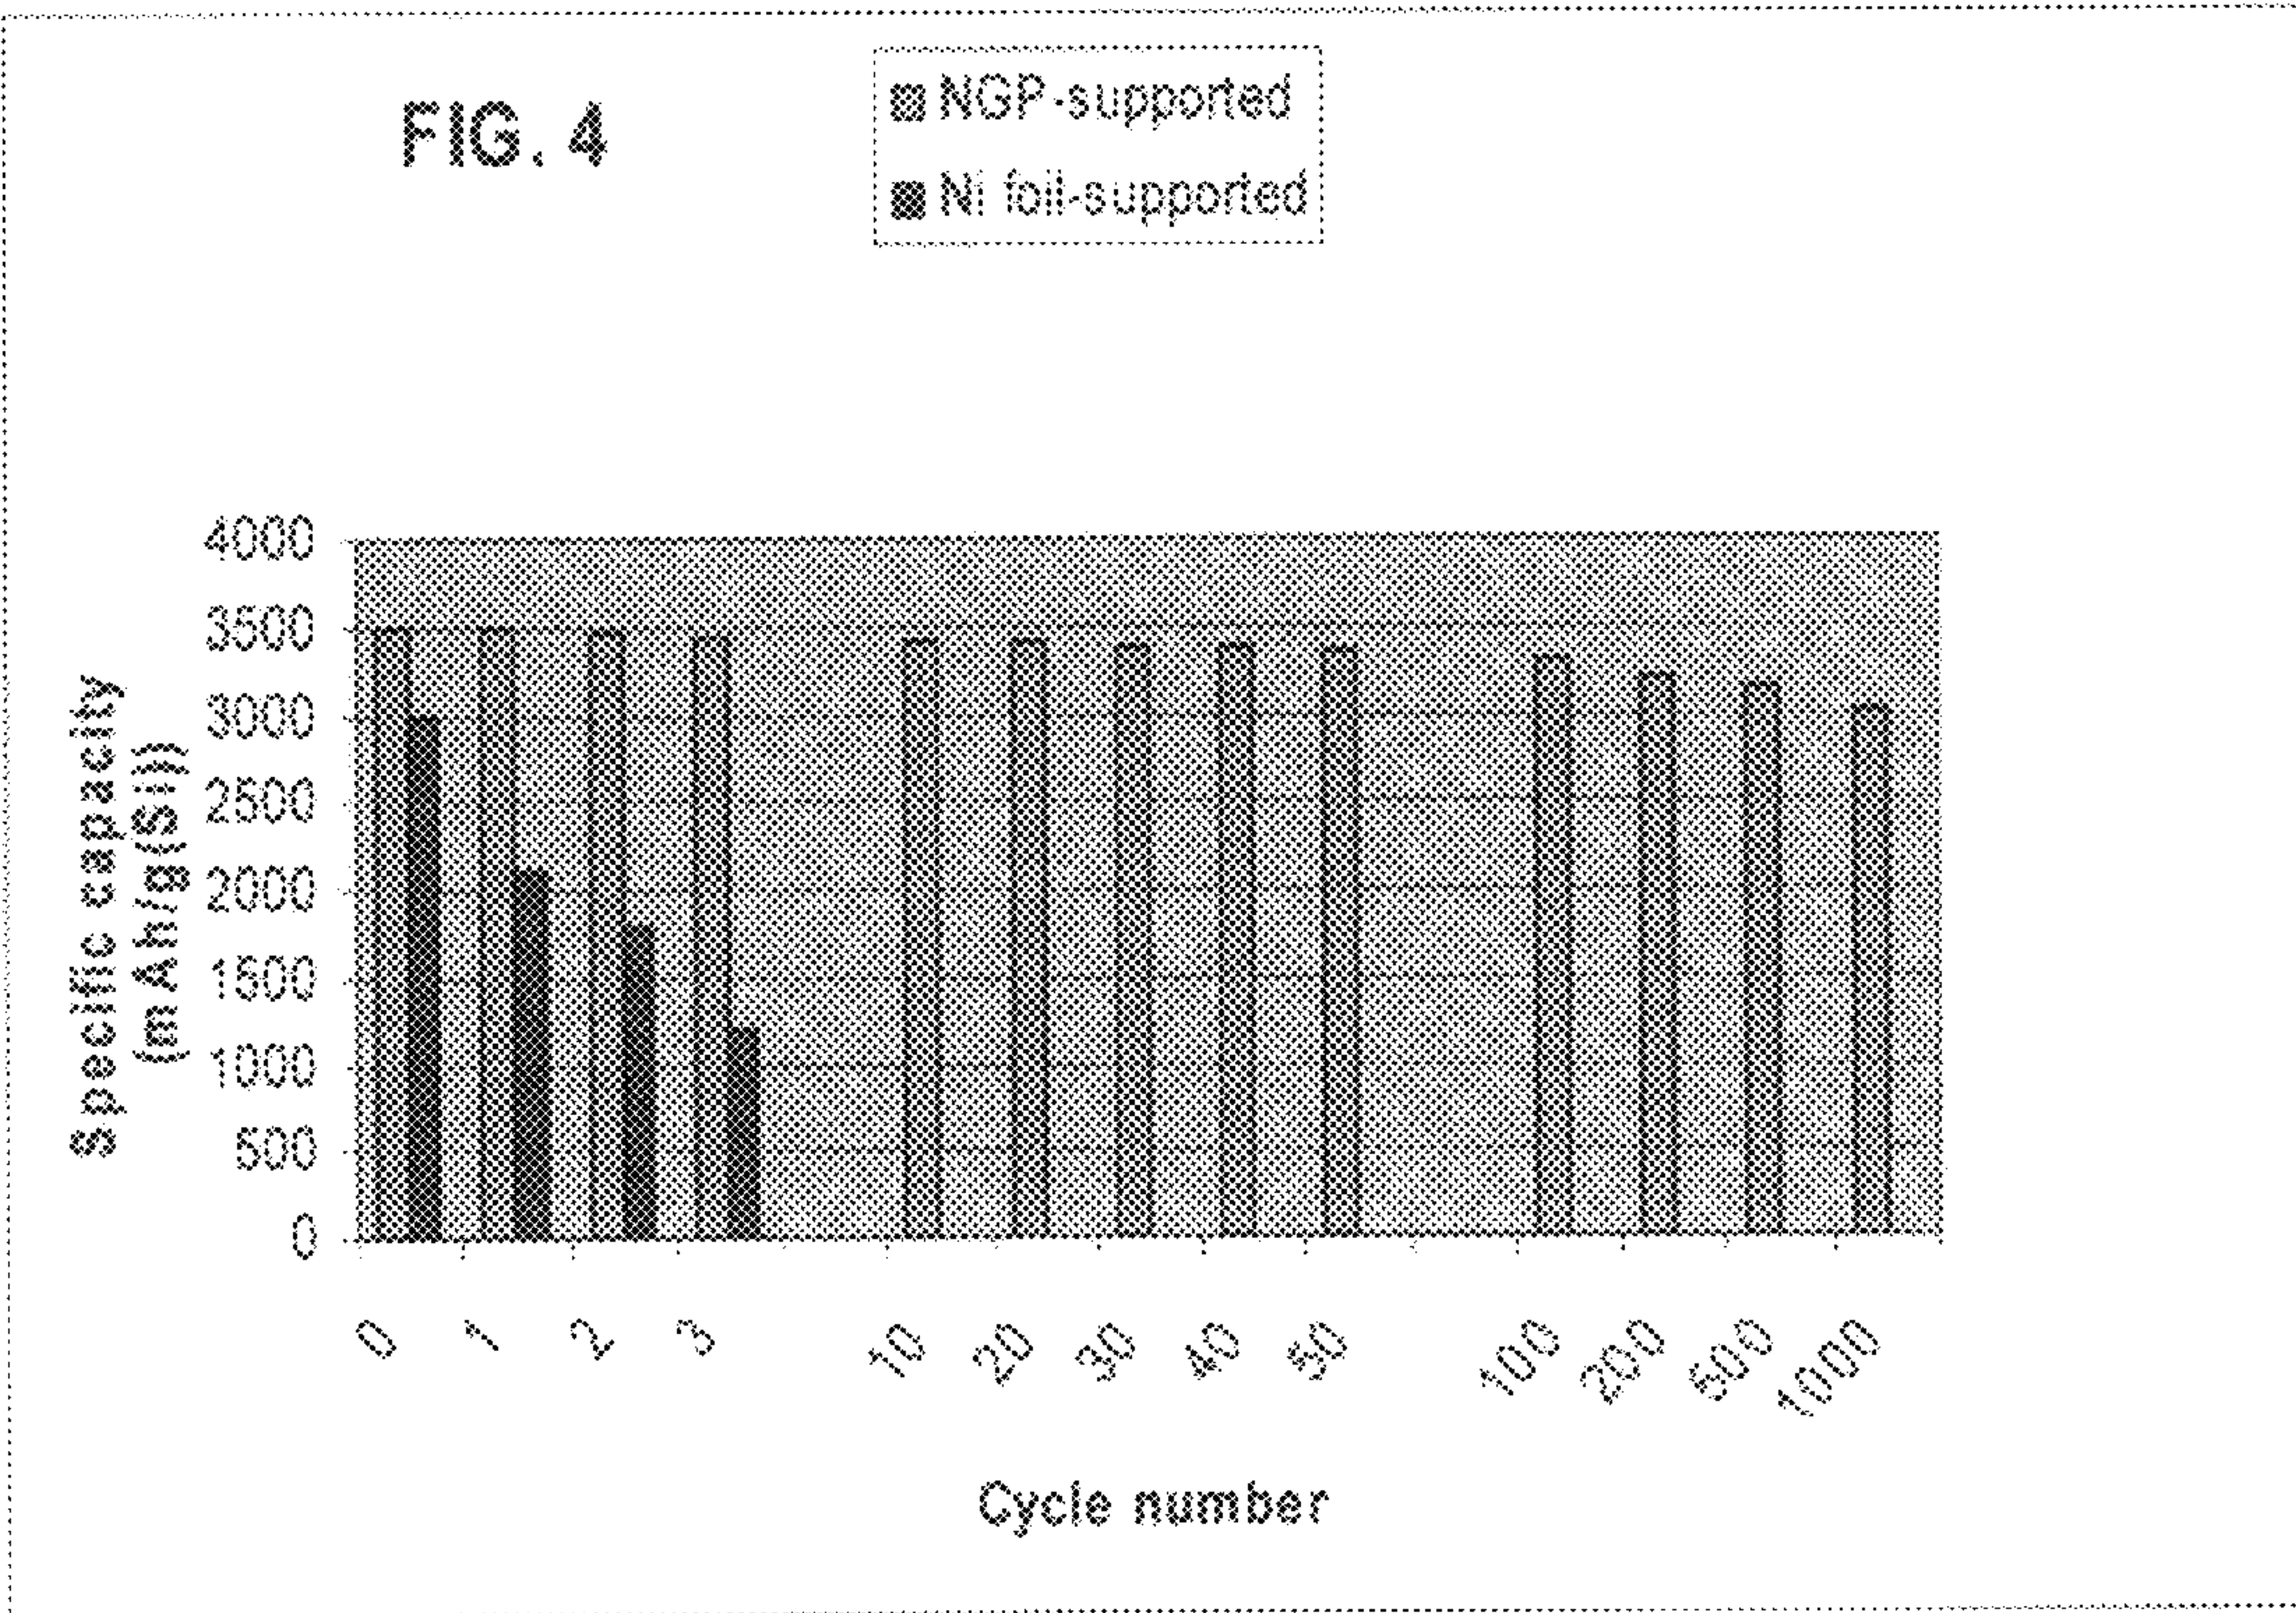 FIG. 4
NGP-supported
Ni foil-supported
Specific capacity
(mAh/g(Si))
4000
3500
3000
2500
2000
1500
1000
500
0
0 1 2 3 10 20 30 40 50 100 200 500 1000
Cycle number